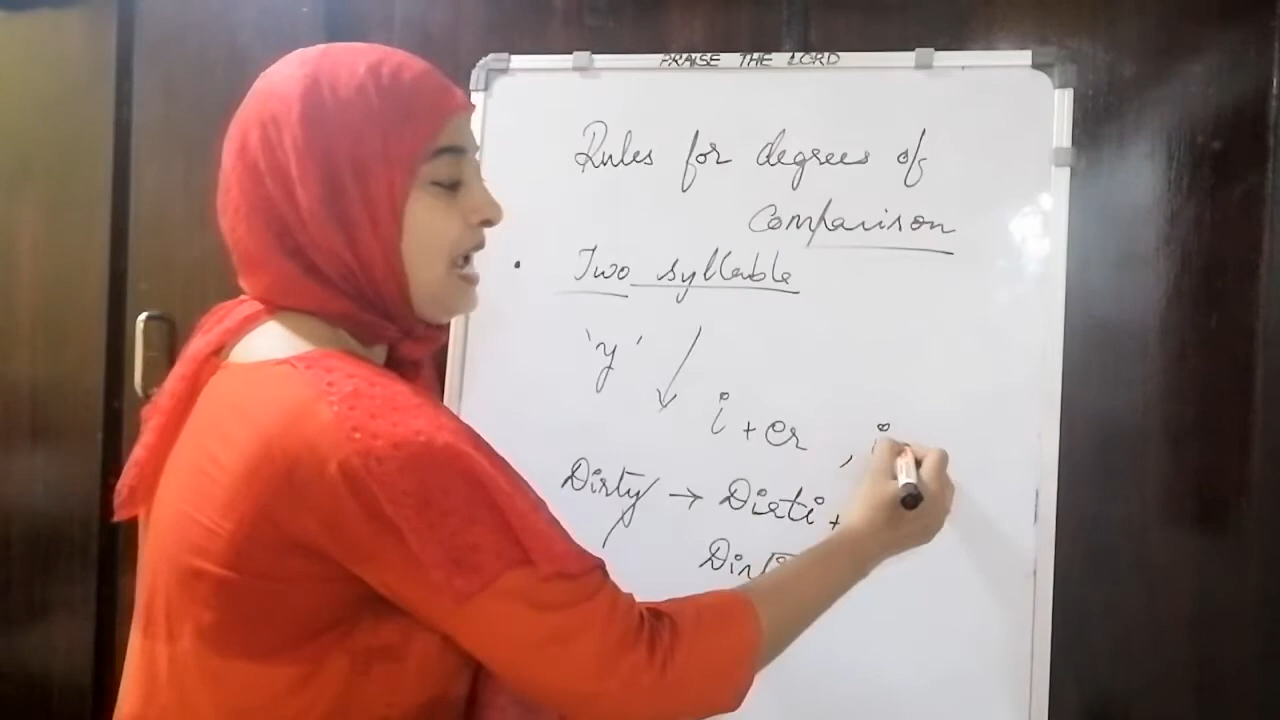 PRAISE THE LORD
Rules for degrees of
Comparison
• Two syllable
'y'
i + er , i
Dirty → Dirti +